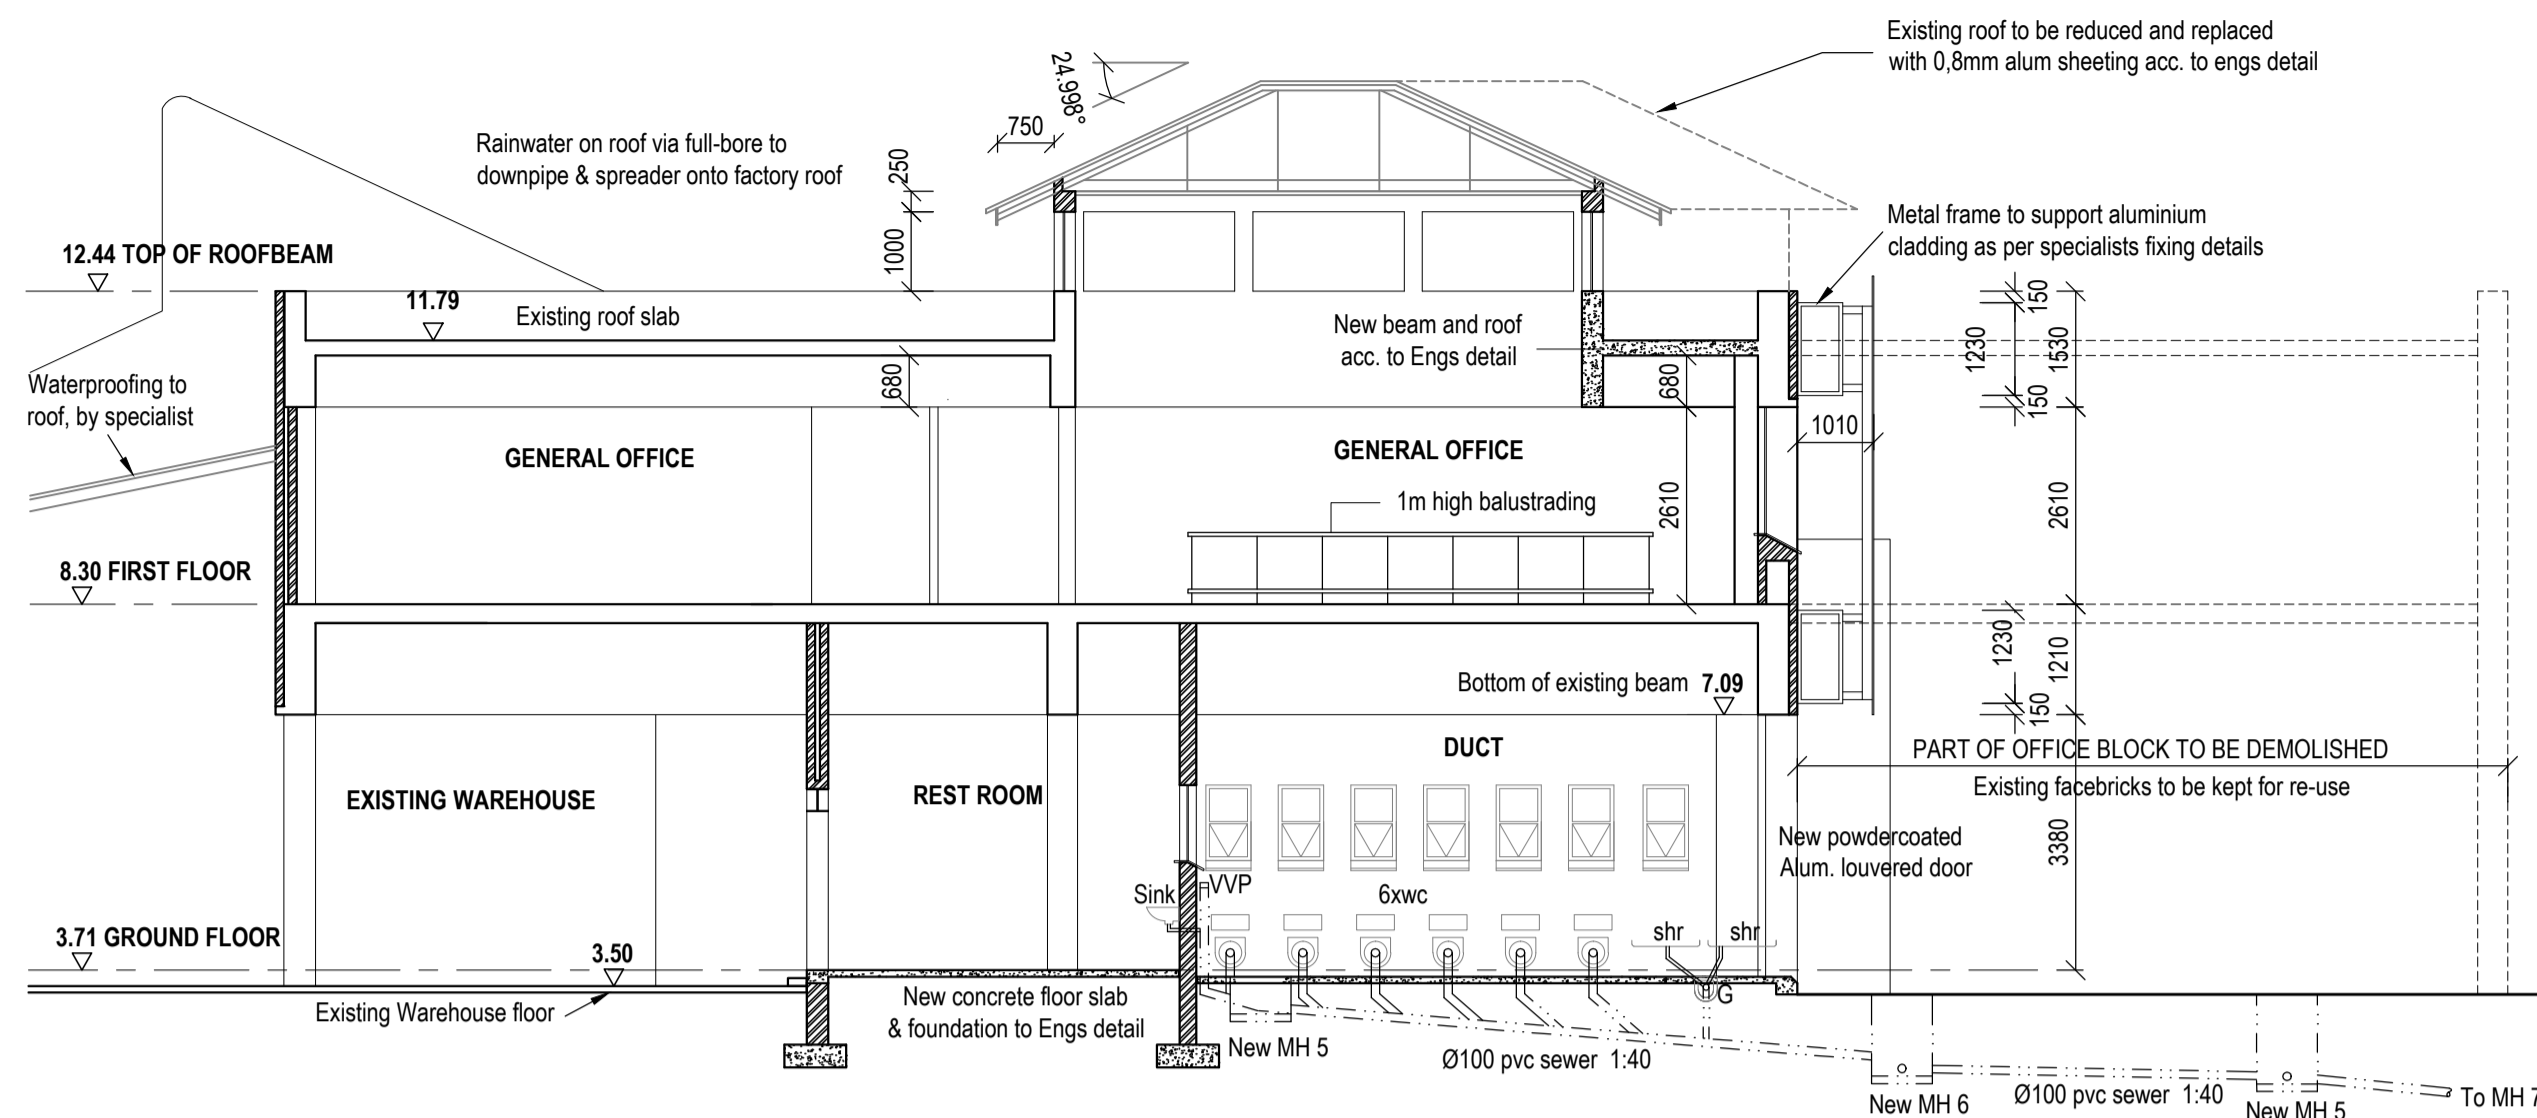 Existing roof to be reduced and replaced
with 0,8mm alum sheeting acc. to engs detail
24.998°
750
Rainwater on roof via full-bore to
downpipe & spreader onto factory roof
250
1000
Metal frame to support aluminium
cladding as per specialists fixing details
12.44 TOP OF ROOFBEAM
11.79
Existing roof slab
New beam and roof
acc. to Engs detail
150
1230
1530
150
680
680
1010
Waterproofing to
roof, by specialist
GENERAL OFFICE
GENERAL OFFICE
1m high balustrading
2610
2610
8.30 FIRST FLOOR
1230
1210
150
Bottom of existing beam 7.09
DUCT
PART OF OFFICE BLOCK TO BE DEMOLISHED
Existing facebricks to be kept for re-use
EXISTING WAREHOUSE
REST ROOM
New powdercoated
Alum. louvered door
3380
Sink
VVP
6xwc
shr
shr
3.71 GROUND FLOOR
3.50
G
New concrete floor slab
& foundation to Engs detail
Existing Warehouse floor
New MH 5
Ø100 pvc sewer 1:40
New MH 6
Ø100 pvc sewer 1:40
New MH 5
To MH 7